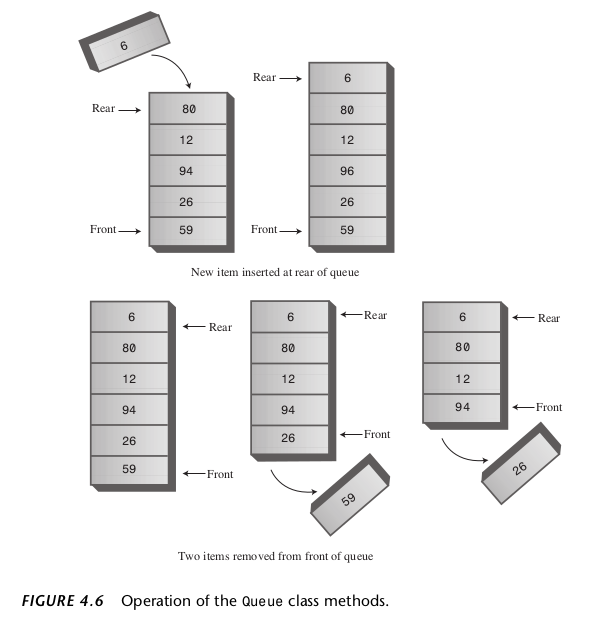 6
Rear
80
12
94
26
Front
59
Rear
6
80
12
96
26
Front
59
New item inserted at rear of queue
6
Rear
80
12
94
26
59
Front
6
Rear
80
12
94
26
Front
59
6
Rear
80
12
94
Front
26
Two items removed from front of queue
FIGURE 4.6 Operation of the Queue class methods.